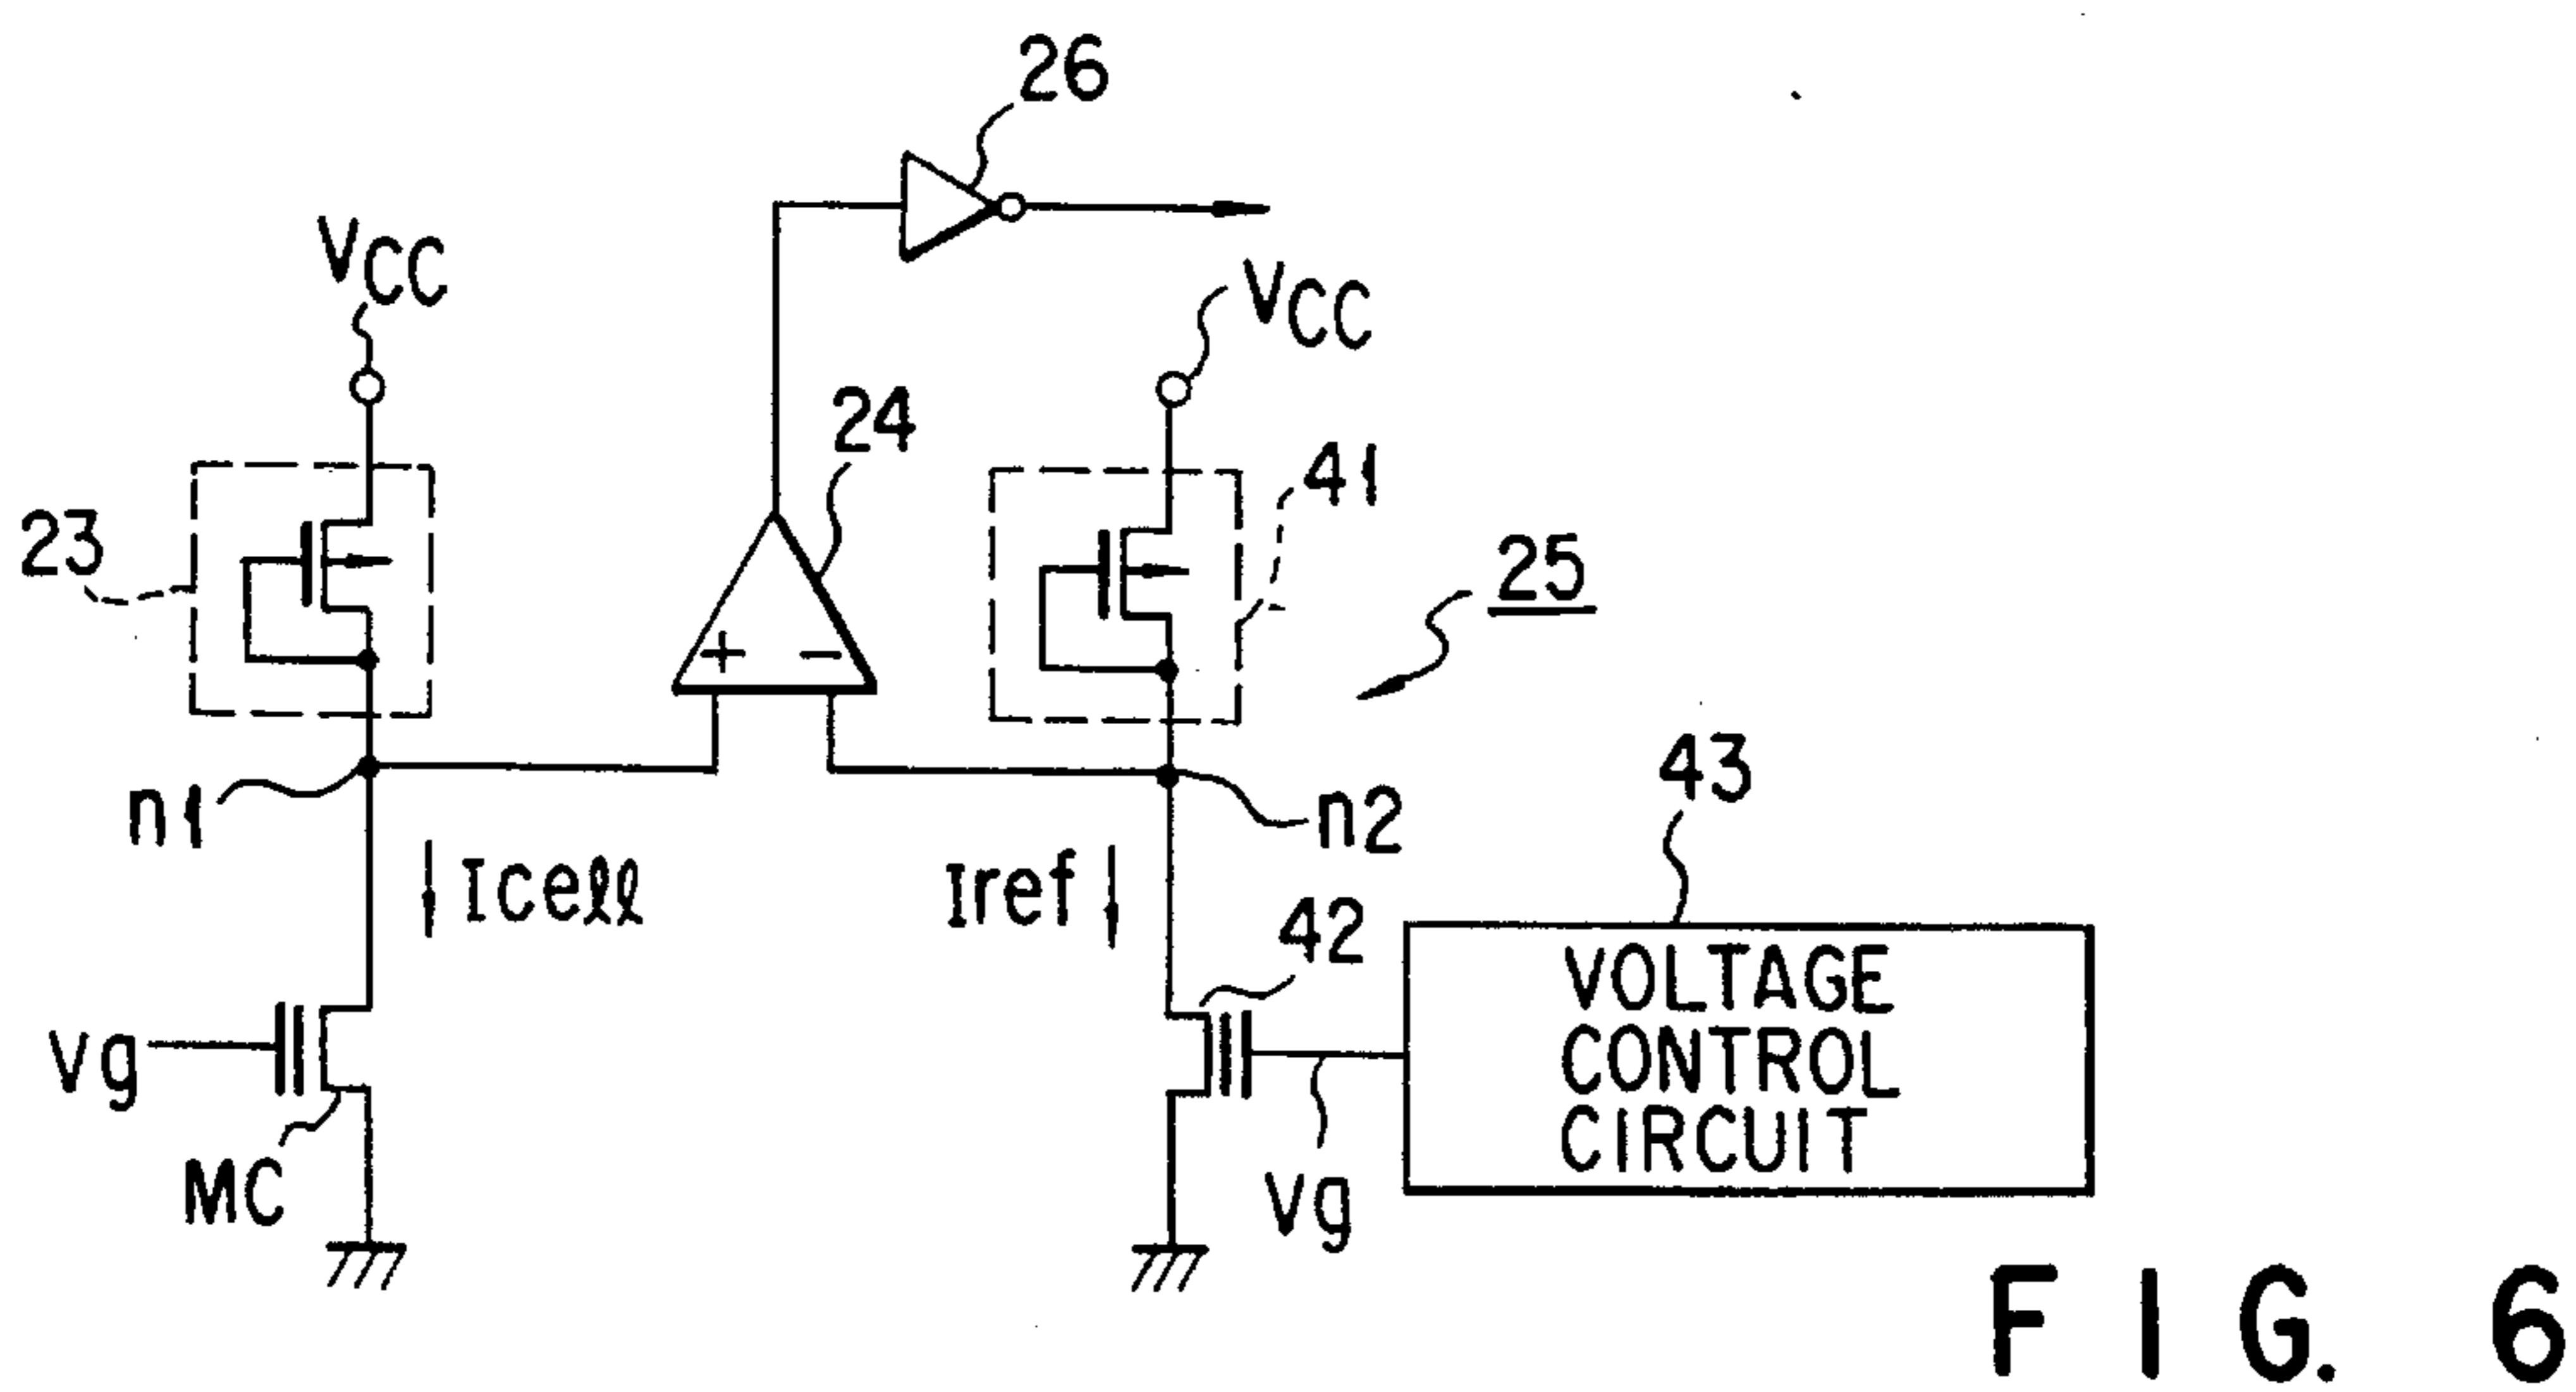 26
VCC
VCC
24
41
23
25
+ −
43
n1
n2
Icell
Iref
42
VOLTAGE
CONTROL
CIRCUIT
Vg
MC
Vg
FIG. 6